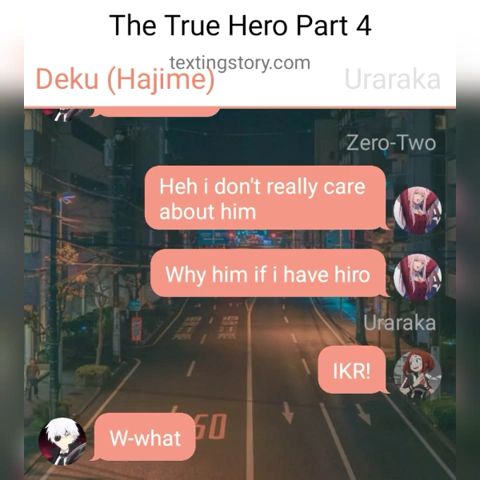 The True Hero Part 4
textingstory.com
Deku (Hajime)
Uraraka
Zero-Two
Heh i don't really care
about him
Why him if i have hiro
Uraraka
IKR!
W-what
60